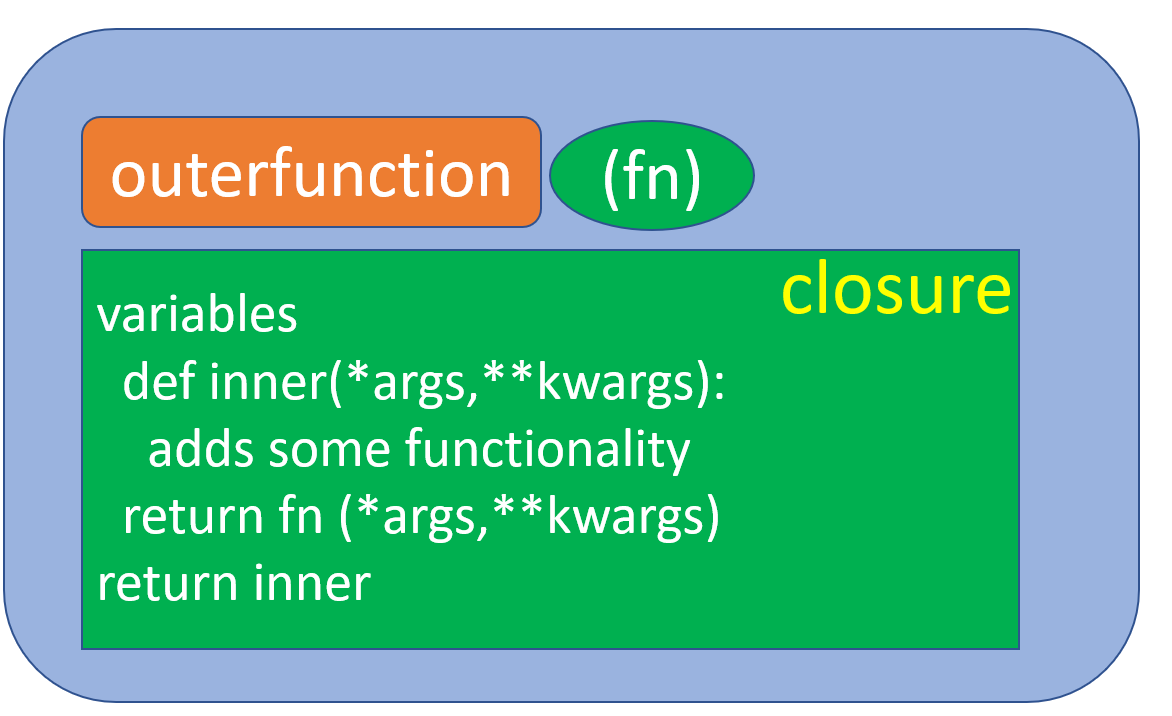 outerfunction (fn)
closure
variables
def inner(*args,**kwargs):
adds some functionality
return fn (*args,**kwargs)
return inner